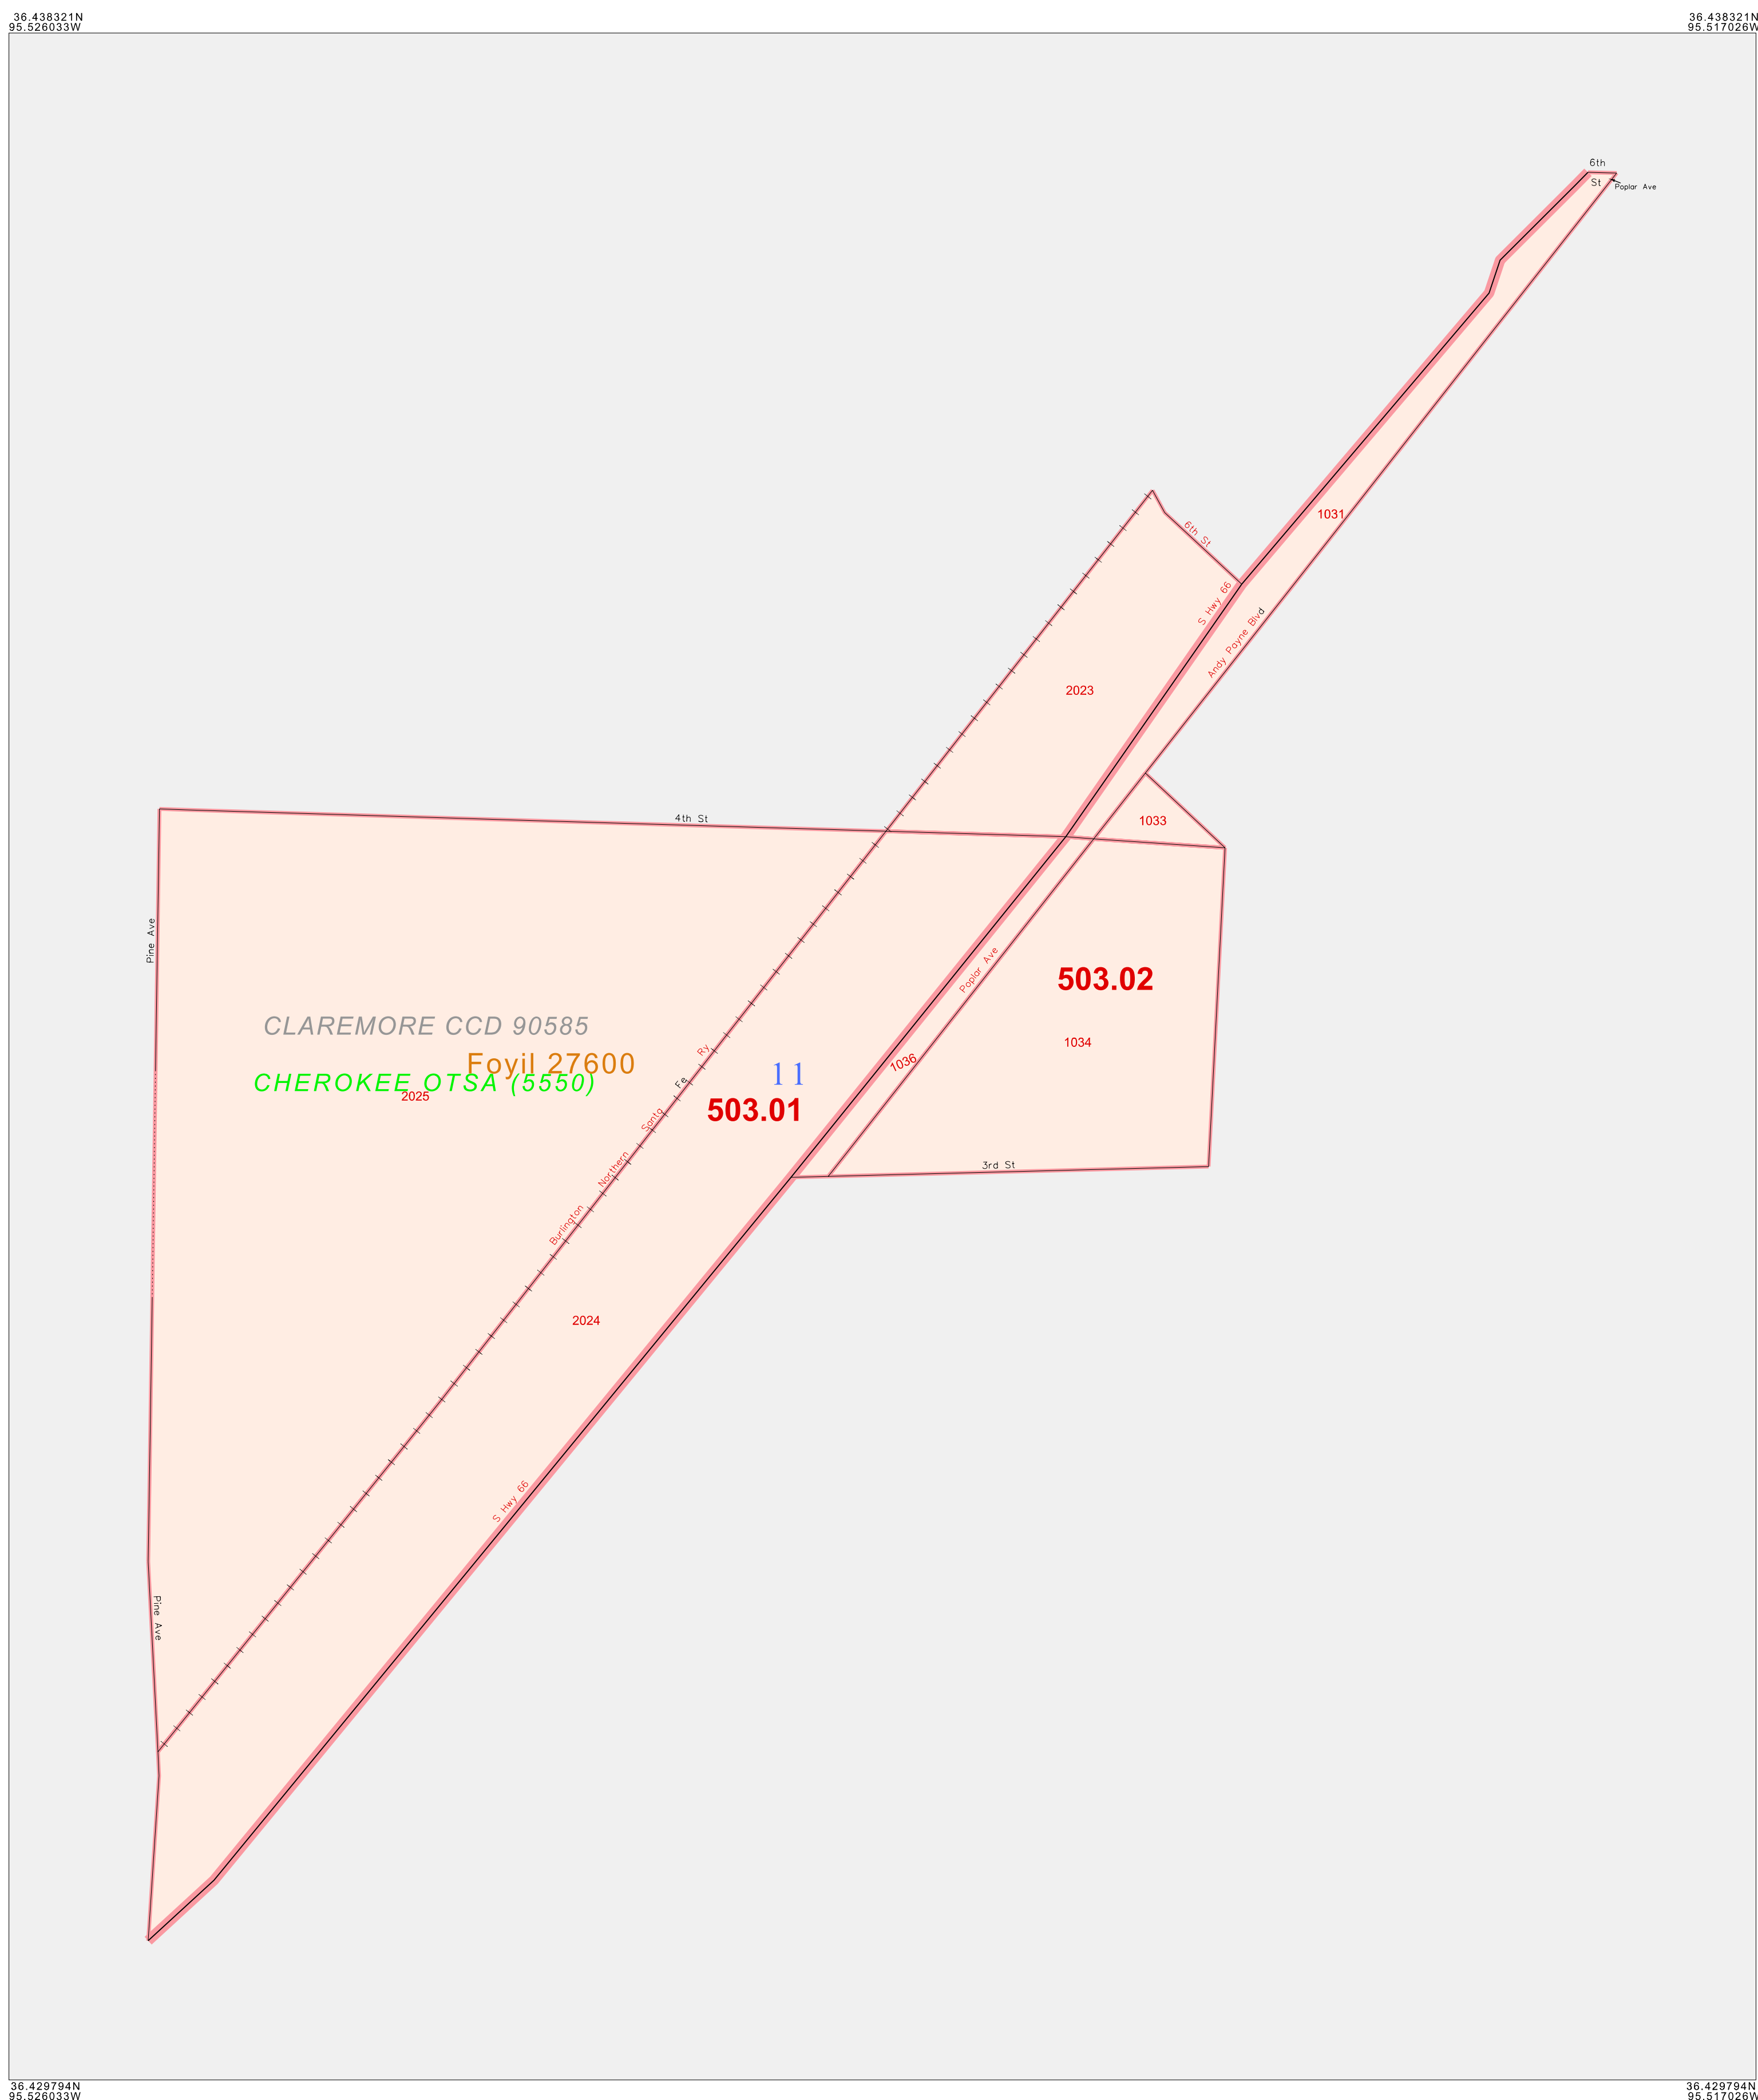 36.438321N
95.526033W
36.438321N
95.517026W
6th
St
Poplar Ave
1031
6th St
S Hwy 66
Andy Payne Blvd
2023
4th St
1033
Pine Ave
Poplar Ave
503.02
CLAREMORE CCD 90585
1034
Foyil 27600
CHEROKEE OTSA (5550)
2025
11
1036
503.01
Burlington Northern Santa Fe Ry
3rd St
2024
S Hwy 66
Pine Ave
36.429794N
95.526033W
36.429794N
95.517026W